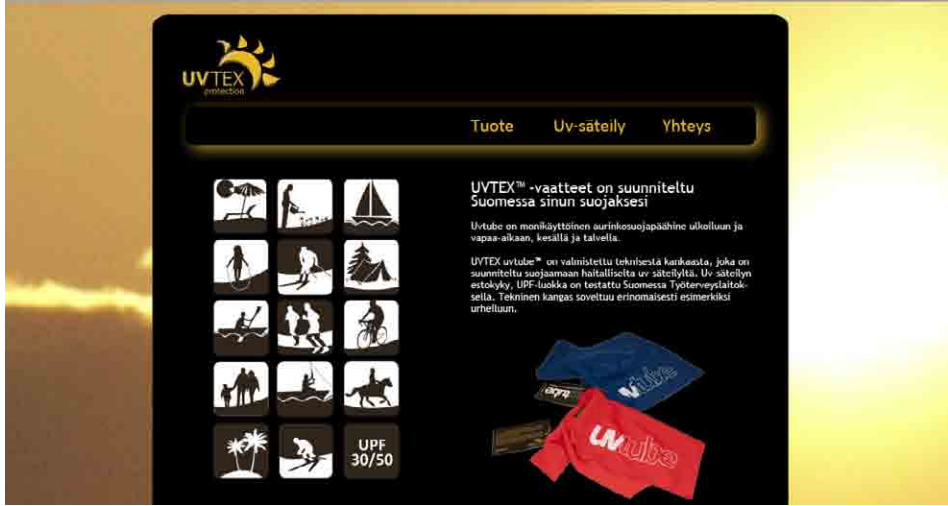 UVTEX
protection
Tuote Uv-säteily Yhteys
UVTEX™ -vaatteet on suunniteltu
Suomessa sinun suojaksesi
Uvtube on monikäyttöinen aurinkosuojapäähine ulkoiluun ja
vapaa-aikaan, kesällä ja talvella.
UVTEX uvtube™ on valmistettu teknisestä kankaasta, joka on
suunniteltu suojaamaan haitalliselta uv-säteilyltä. Uv-säteilyn
estokyky, UPF-luokka on testattu Suomessa Työterveyslaitok-
sella. Tekninen kangas soveltuu erinomaisesti esimerkiksi
urheiluun.
UPF
30/50
uvtube
uvtube